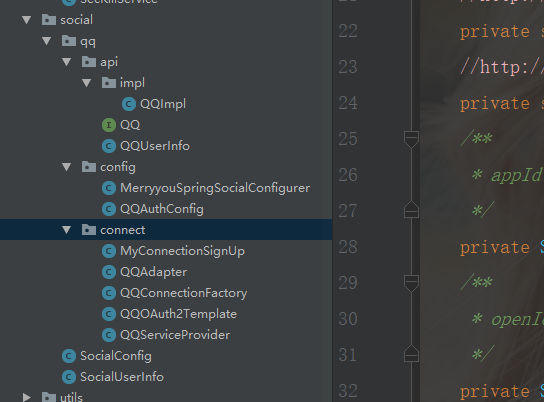 SecKillService
social
qq
api
impl
QQImpl
QQ
QQUserInfo
config
MerryyouSpringSocialConfigurer
QQAuthConfig
connect
MyConnectionSignUp
QQAdapter
QQConnectionFactory
QQOAuth2Template
QQServiceProvider
SocialConfig
SocialUserInfo
utils
22 private s
23 //http:/
24 private s
25 /**
26 * appId
27 */
28 private S
29 /**
30 * openId
31 */
32 private S